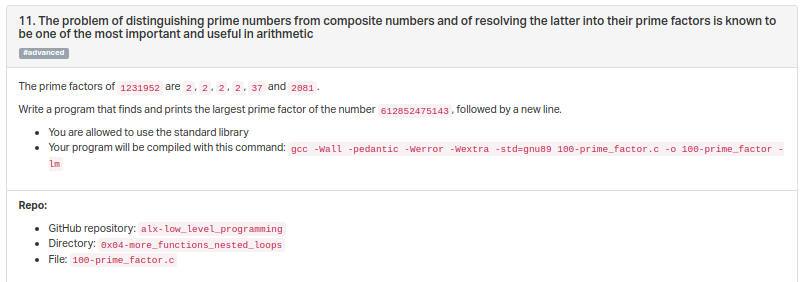 11. The problem of distinguishing prime numbers from composite numbers and of resolving the latter into their prime factors is known to
be one of the most important and useful in arithmetic
#advanced
The prime factors of 1231952 are 2 , 2 , 2 , 2 , 37 and 2081 .
Write a program that finds and prints the largest prime factor of the number 612852475143 , followed by a new line.
• You are allowed to use the standard library
• Your program will be compiled with this command: gcc -Wall -pedantic -Werror -Wextra -std=gnu89 100-prime_factor.c -o 100-prime_factor -
lm
Repo:
• GitHub repository: alx-low_level_programming
• Directory: 0x04-more_functions_nested_loops
• File: 100-prime_factor.c